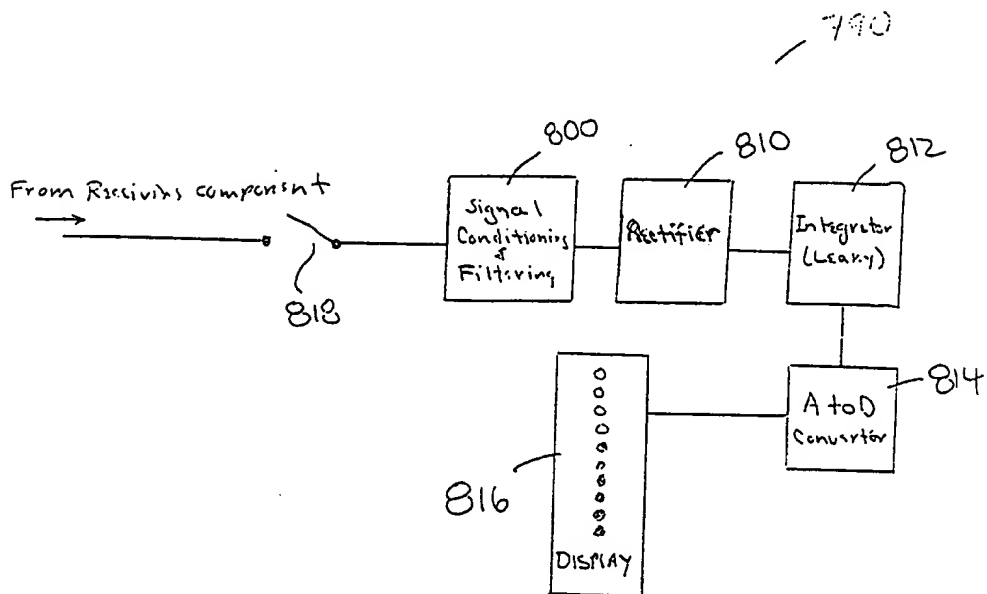 790
800
810
812
From Receiving component
Signal
Conditioning
&
Filtering
Rectifier
Integrator
(Leaky)
818
814
A to D
Converter
816
DISPLAY